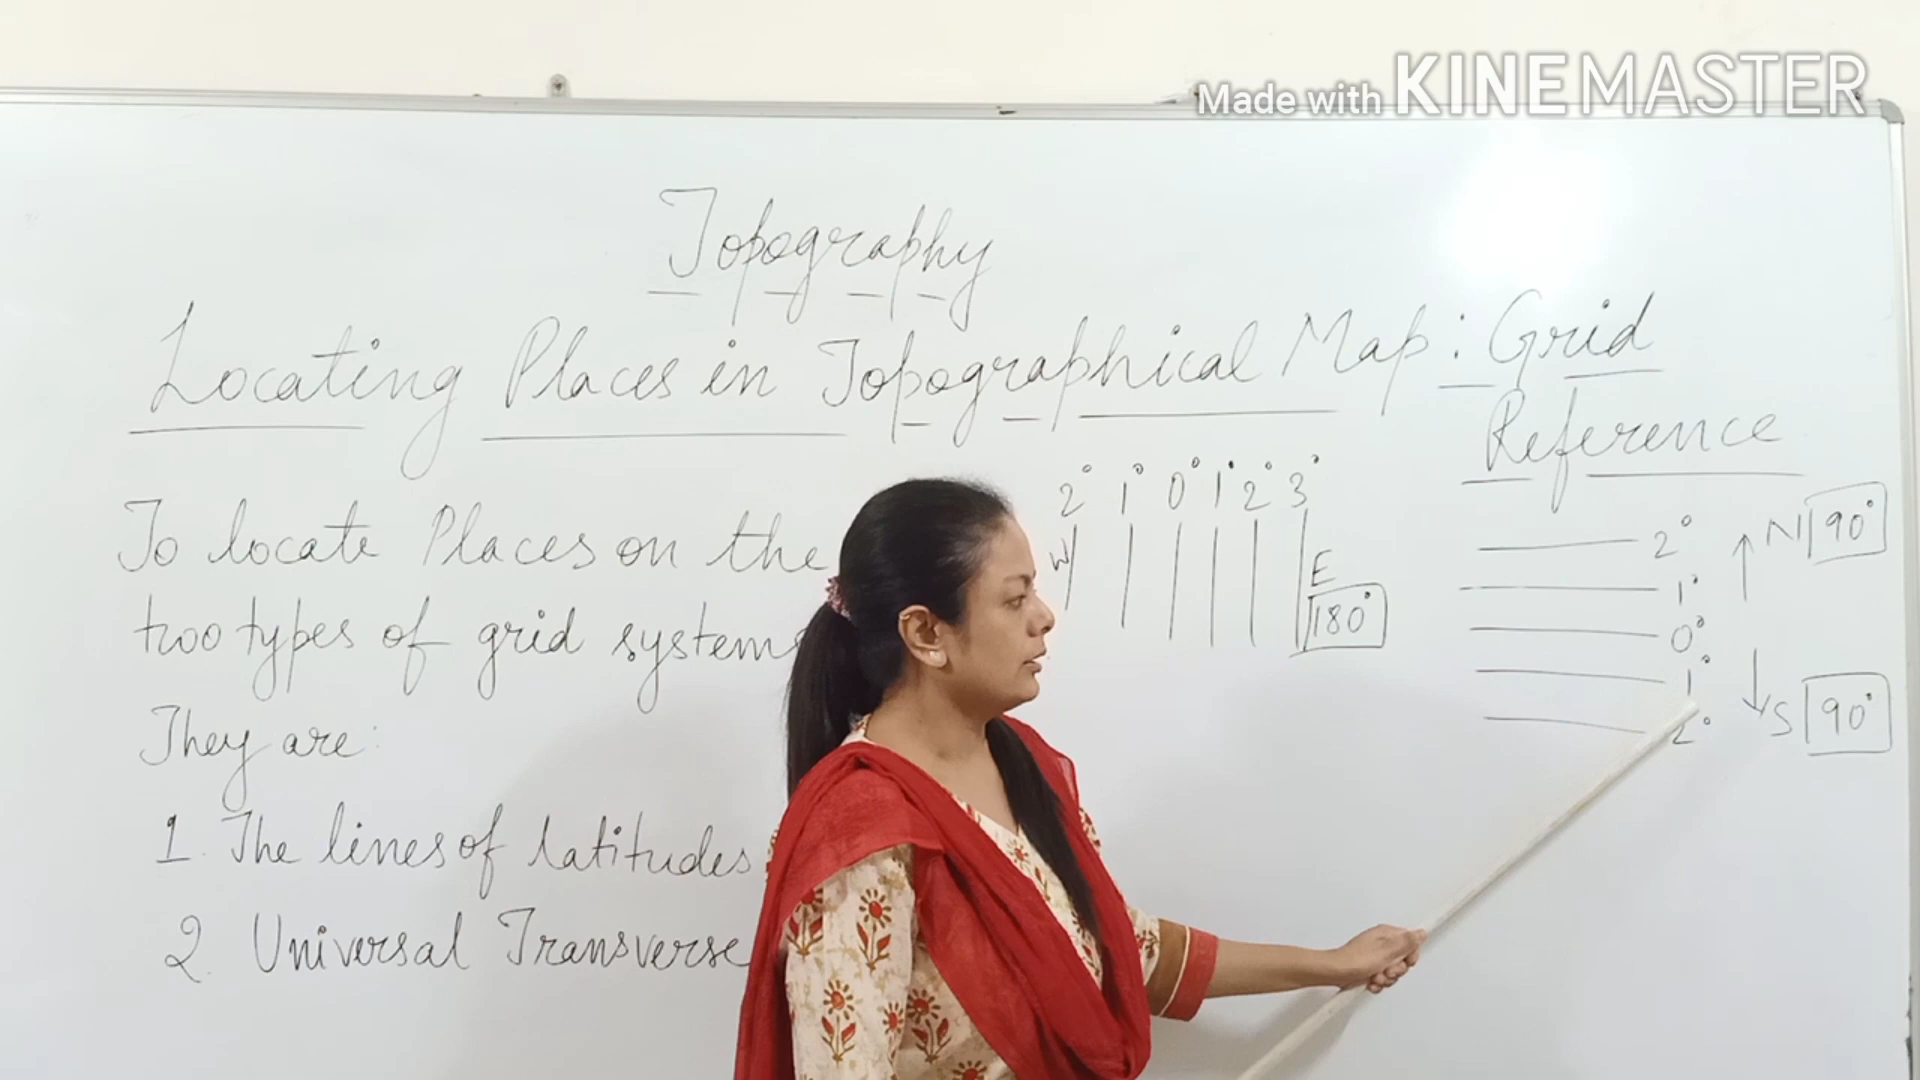 Made with KINEMASTER
Topography
Locating Places in Topographical Map : Grid
Reference
To locate Places on the
two types of grid systems
They are:
1. The lines of latitudes
2. Universal Transverse
2° 1° 0° 1° 2° 3°
W
E
180°
2° N 90°
1°
0°
1°
2° S 90°